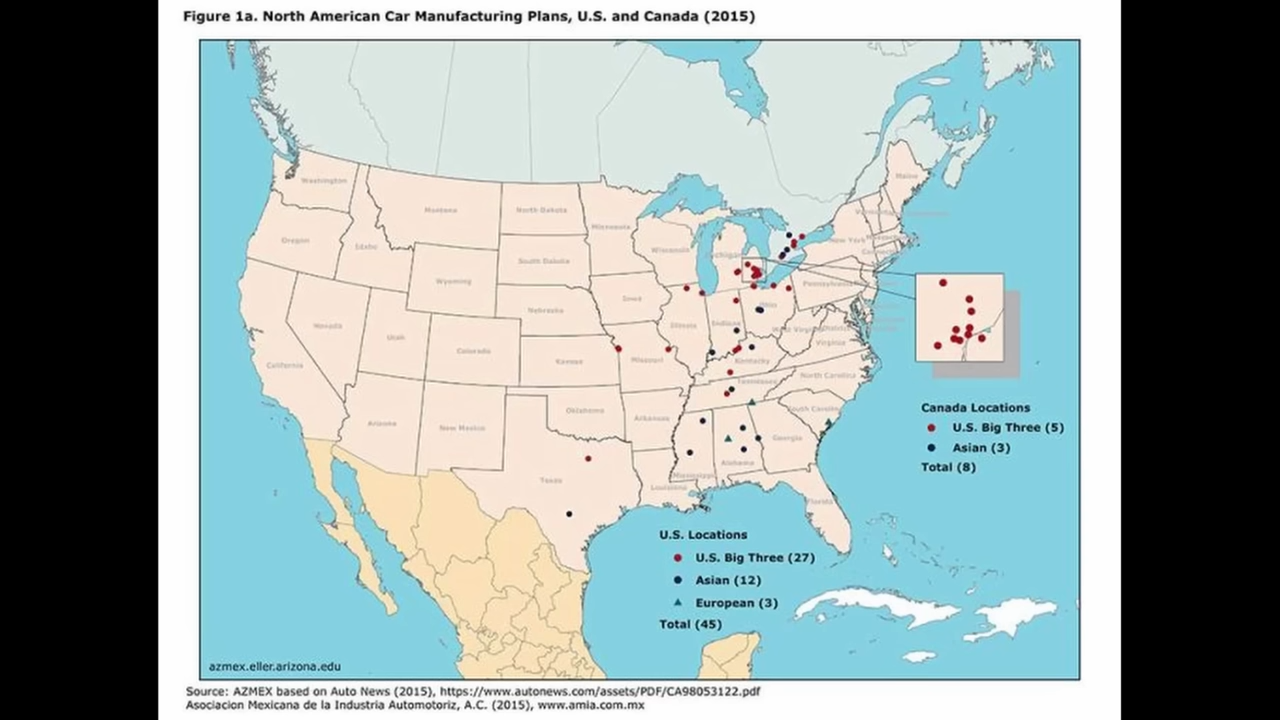 Figure 1a. North American Car Manufacturing Plans, U.S. and Canada (2015)
Washington
Montana
North Dakota
Minnesota
Maine
Oregon
Idaho
Wyoming
South Dakota
Wisconsin
Michigan
New York
Vermont
Nebraska
Iowa
Pennsylvania
Nevada
Utah
Colorado
Kansas
Missouri
Illinois
Indiana
Ohio
West Virginia
District
Virginia
California
Kentucky
North Carolina
Tennessee
Arizona
New Mexico
Oklahoma
Arkansas
South Carolina
Mississippi
Alabama
Georgia
Texas
Louisiana
Florida
Canada Locations
U.S. Big Three (5)
Asian (3)
Total (8)
U.S. Locations
U.S. Big Three (27)
Asian (12)
European (3)
Total (45)
azmex.eller.arizona.edu
Source: AZMEX based on Auto News (2015), https://www.autonews.com/assets/PDF/CA98053122.pdf
Asociacion Mexicana de la Industria Automotoriz, A.C. (2015), www.amia.com.mx